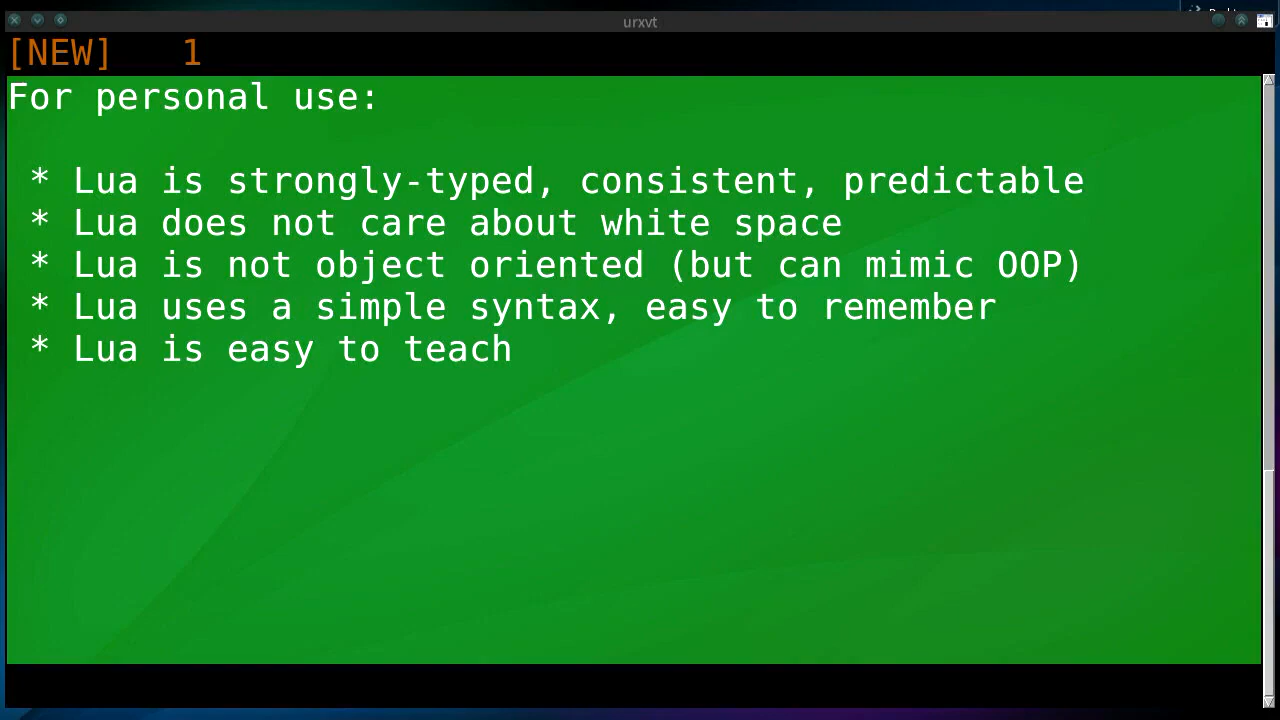 urxvt
[NEW] 1
For personal use:
* Lua is strongly-typed, consistent, predictable
* Lua does not care about white space
* Lua is not object oriented (but can mimic OOP)
* Lua uses a simple syntax, easy to remember
* Lua is easy to teach